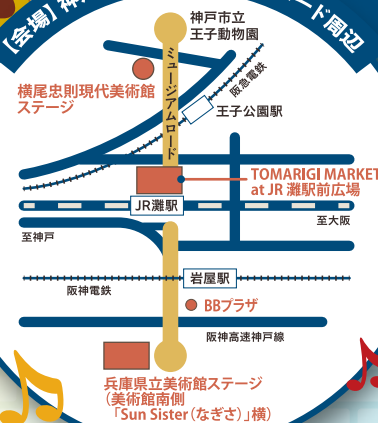 【会場】神
ード周辺
神戸市立
王子動物園
横尾忠則現代美術館
ステージ
ミュージアムロード
阪急電鉄
王子公園駅
TOMARIGI MARKET
at JR 灘駅前広場
JR灘駅
至神戸
至大阪
岩屋駅
阪神電鉄
BBプラザ
阪神高速神戸線
兵庫県立美術館ステージ
(美術館南側
「Sun Sister(なぎさ)」横)